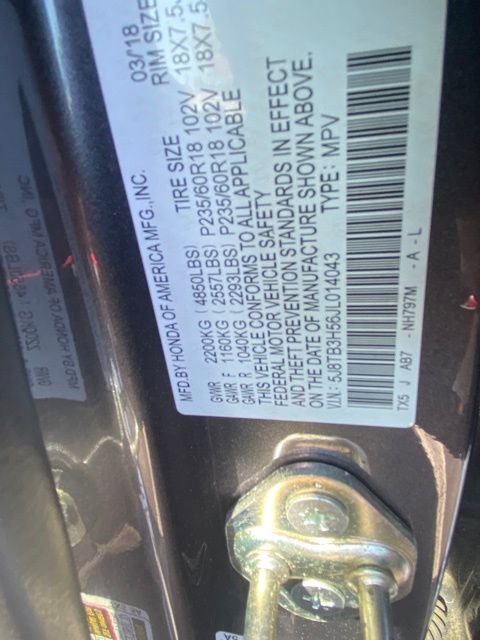 MFD.BY HONDA OF AMERICA MFG.,INC. 03/18
TIRE SIZE RIM SIZE
GVWR 2200KG (4850LBS)
GAWR F 1160KG (2557LBS) P235/60R18 102V 18X7.5J
GAWR R 1040KG (2293LBS) P235/60R18 102V 18X7.5
THIS VEHICLE CONFORMS TO ALL APPLICABLE
FEDERAL MOTOR VEHICLE SAFETY
AND THEFT PREVENTION STANDARDS IN EFFECT
ON THE DATE OF MANUFACTURE SHOWN ABOVE.
V.I.N.: 5J8TB3H56JL014043 TYPE: MPV
TX5 J AB7 - NH797M - A - L